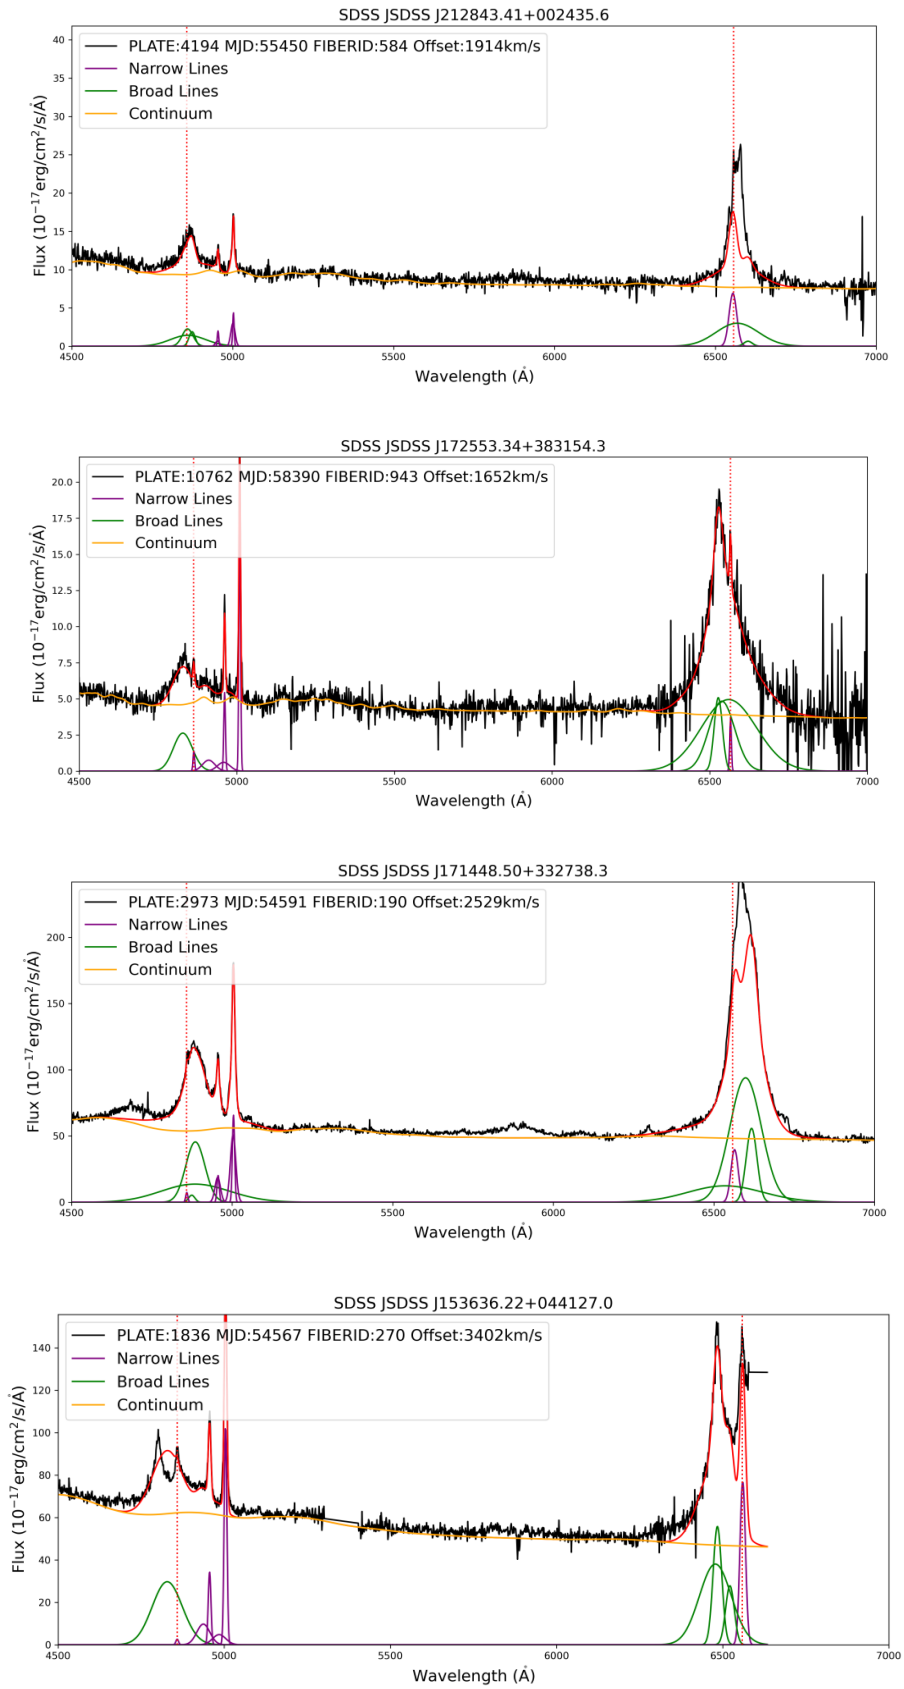 SDSS JSDSS J212843.41+002435.6
PLATE:4194 MJD:55450 FIBERID:584 Offset:1914km/s
Narrow Lines
Broad Lines
Continuum
Flux (10⁻¹⁷erg/cm²/s/Å)
40
35
30
25
20
15
10
5
0
4500 5000 5500 6000 6500 7000
Wavelength (Å)
SDSS JSDSS J172553.34+383154.3
PLATE:10762 MJD:58390 FIBERID:943 Offset:1652km/s
Narrow Lines
Broad Lines
Continuum
Flux (10⁻¹⁷erg/cm²/s/Å)
20.0
17.5
15.0
12.5
10.0
7.5
5.0
2.5
0.0
4500 5000 5500 6000 6500 7000
Wavelength (Å)
SDSS JSDSS J171448.50+332738.3
PLATE:2973 MJD:54591 FIBERID:190 Offset:2529km/s
Narrow Lines
Broad Lines
Continuum
Flux (10⁻¹⁷erg/cm²/s/Å)
200
150
100
50
0
4500 5000 5500 6000 6500 7000
Wavelength (Å)
SDSS JSDSS J153636.22+044127.0
PLATE:1836 MJD:54567 FIBERID:270 Offset:3402km/s
Narrow Lines
Broad Lines
Continuum
Flux (10⁻¹⁷erg/cm²/s/Å)
140
120
100
80
60
40
20
0
4500 5000 5500 6000 6500 7000
Wavelength (Å)